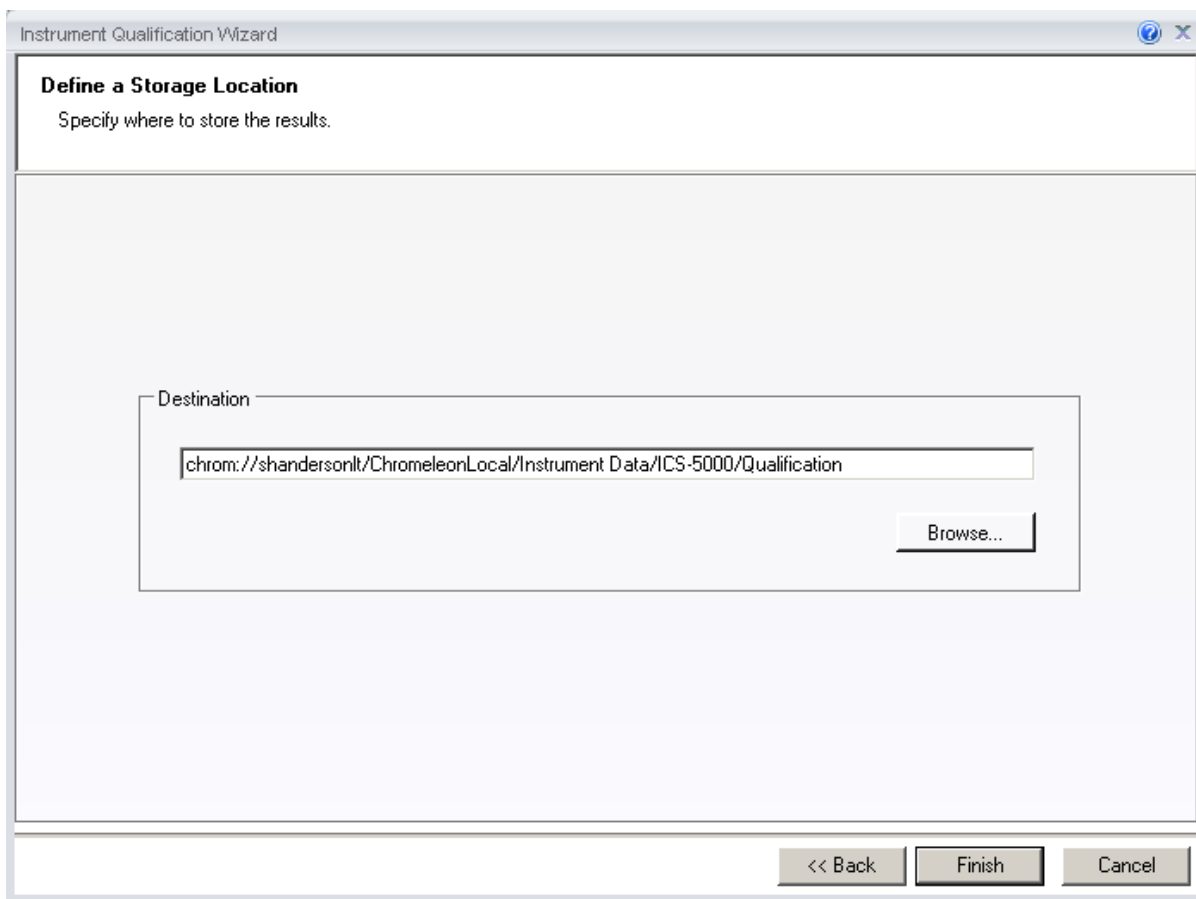 Instrument Qualification Wizard
Define a Storage Location
Specify where to store the results.
Destination
chrom://shandersonlt/ChromeleonLocal/Instrument Data/ICS-5000/Qualification
Browse...
<< Back Finish Cancel